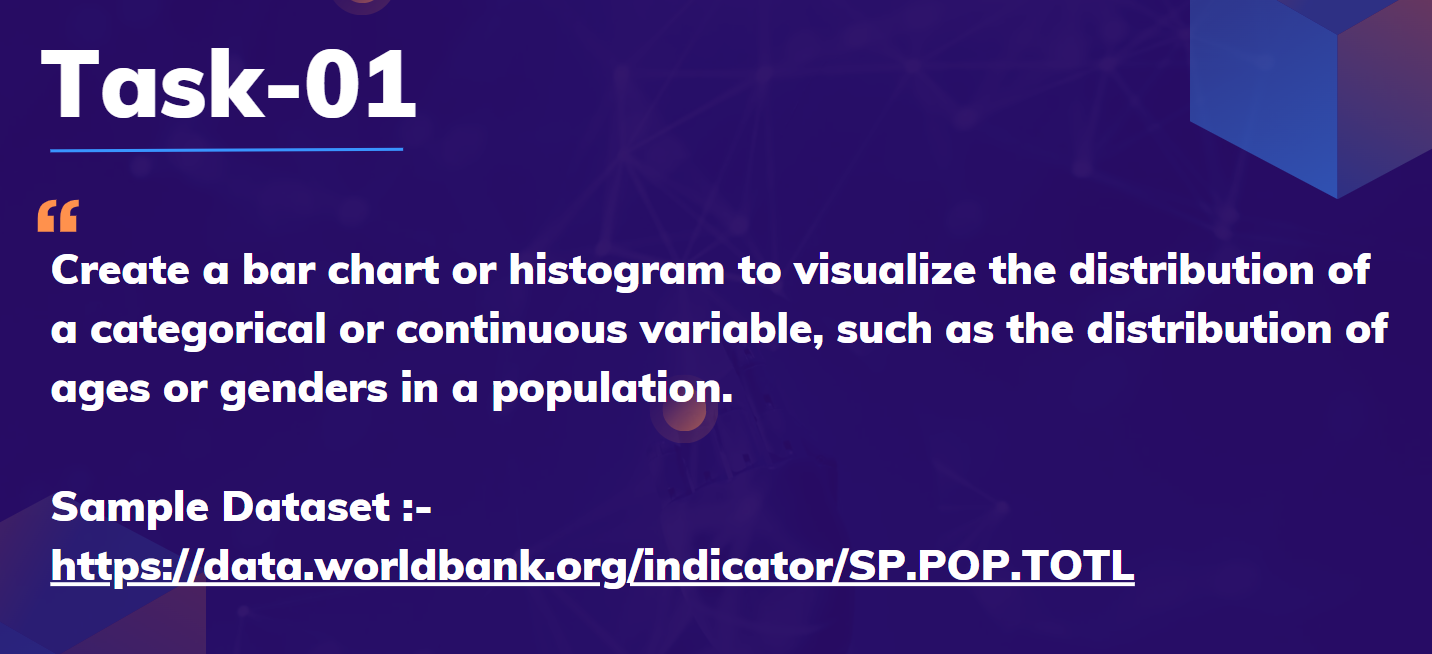 Task-01
“
Create a bar chart or histogram to visualize the distribution of
a categorical or continuous variable, such as the distribution of
ages or genders in a population.
Sample Dataset :-
https://data.worldbank.org/indicator/SP.POP.TOTL